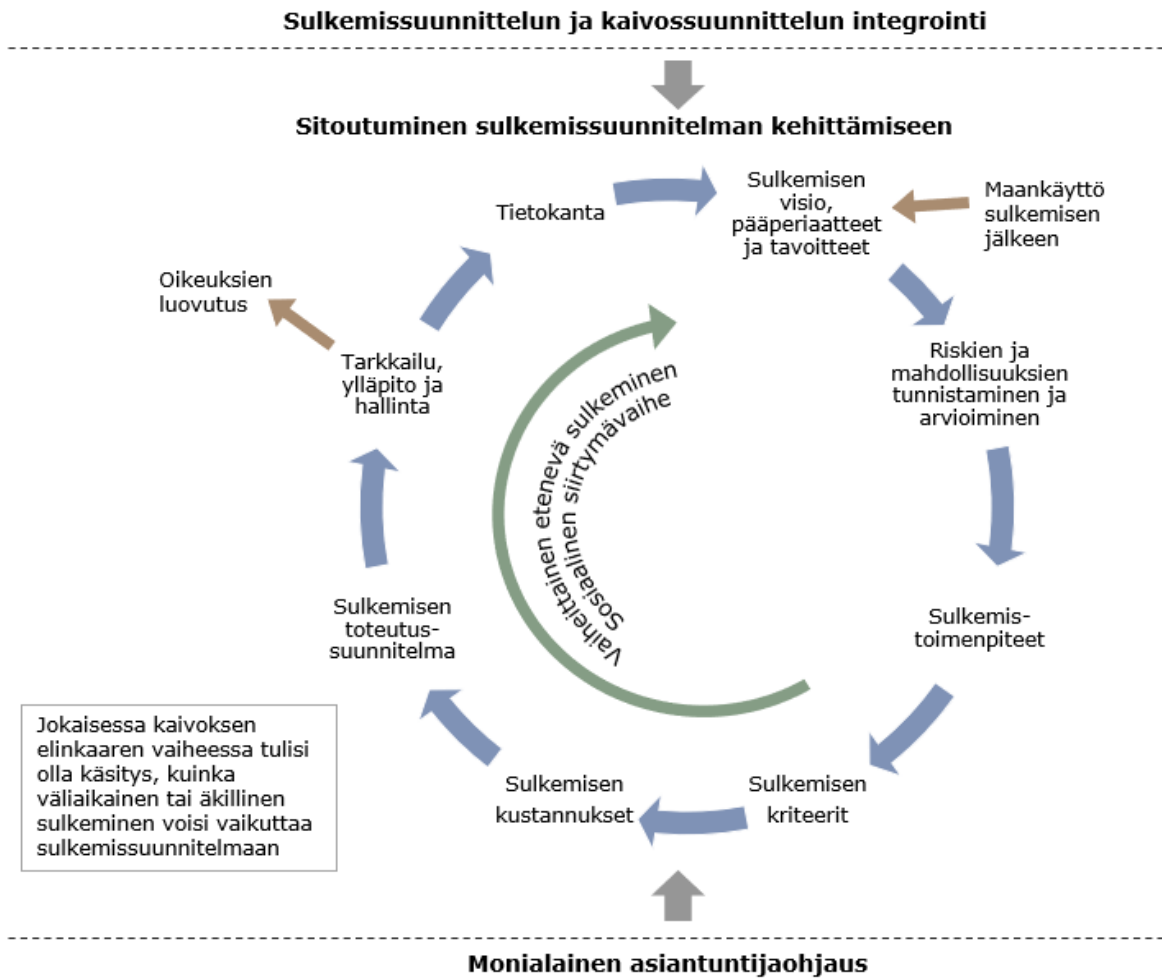 Sulkemissuunnittelun ja kaivossuunnittelun integrointi
Sitoutuminen sulkemissuunnitelman kehittämiseen
Tietokanta
Sulkemisen
visio,
pääperiaatteet
ja tavoitteet
Maankäyttö
sulkemisen
jälkeen
Oikeuksien
luovutus
Tarkkailu,
ylläpito ja
hallinta
Riskien ja
mahdollisuuksien
tunnistaminen ja
arvioiminen
Vaiheittainen etenevä sulkeminen
Sosiaalinen siirtymävaihe
Sulkemisen
toteutus-
suunnitelma
Sulkemis-
toimenpiteet
Jokaisessa kaivoksen
elinkaaren vaiheessa tulisi
olla käsitys, kuinka
väliaikainen tai äkillinen
sulkeminen voisi vaikuttaa
sulkemissuunnitelmaan
Sulkemisen
kustannukset
Sulkemisen
kriteerit
Monialainen asiantuntijaohjaus